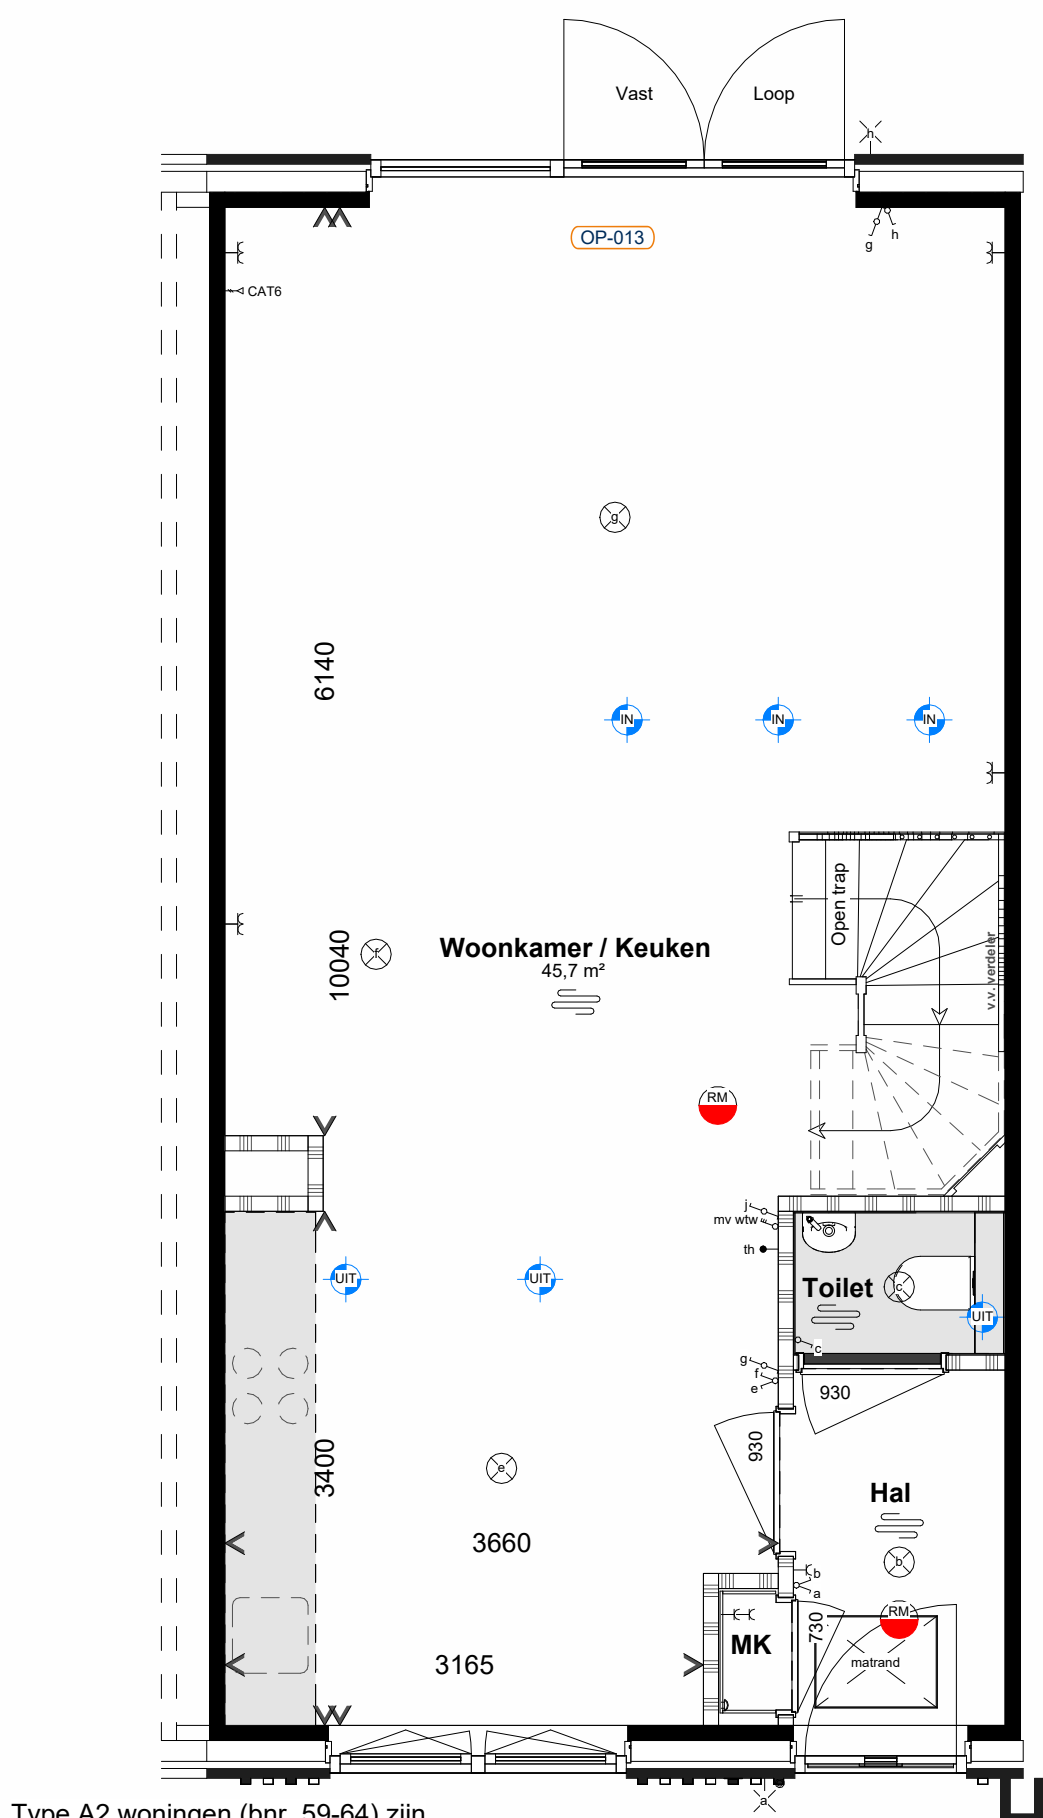 Vast
Loop
h
OP-013
g
h
CAT6
g
6140
IN
IN
IN
Open trap
v.v. verdeler
10040
f
Woonkamer / Keuken
45,7 m²
RM
j
mv wtw
th
UIT
UIT
Toilet
c
UIT
c
g
f
e
930
930
3400
e
Hal
3660
b
b
a
RM
730
MK
matrand
3165
a
Type A2 woningen (bnr. 59-64) zijn